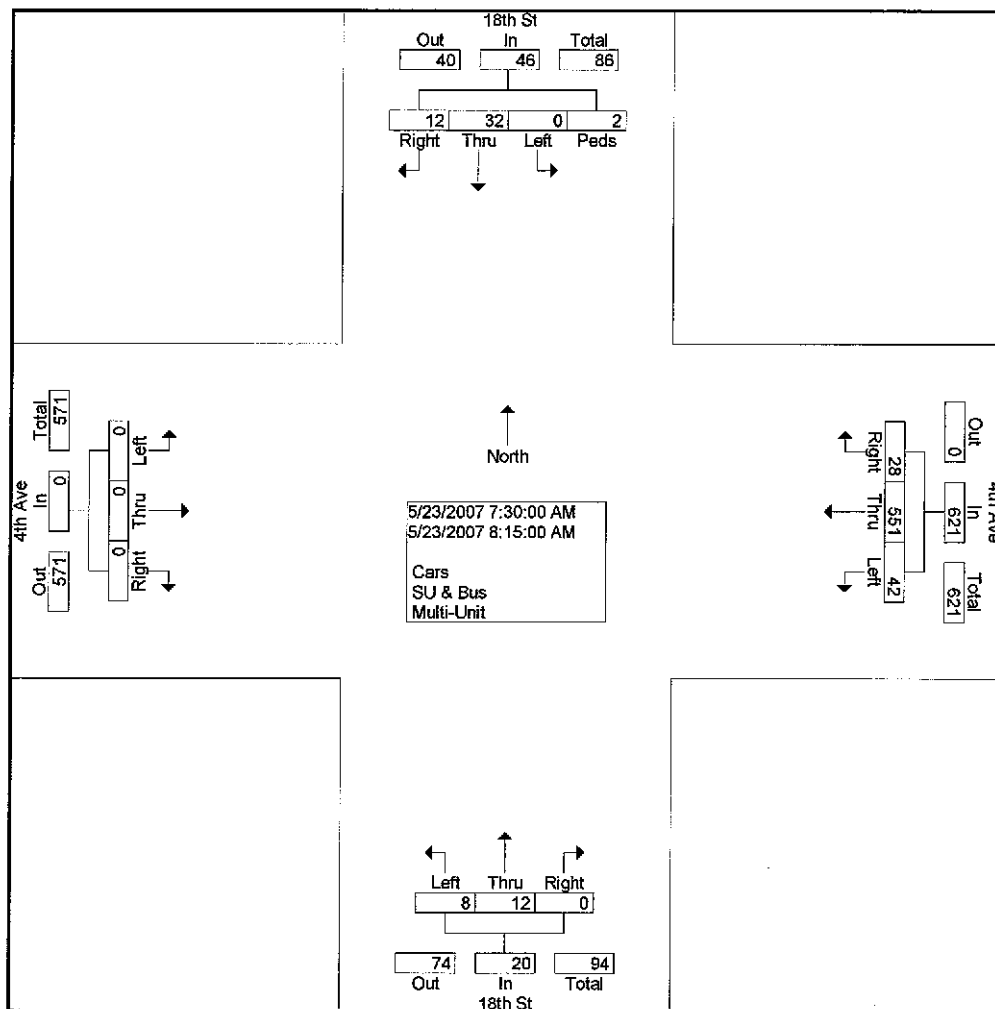 18th St
Out In Total
40 46 86
12 32 0 2
Right Thru Left Peds
4th Ave
Total In Out
571 0 571
0 0 0
Left Thru Right
North
5/23/2007 7:30:00 AM
5/23/2007 8:15:00 AM
Cars
SU & Bus
Multi-Unit
Right Thru Left
28 551 42
Out In Total
0 621 621
4th Ave
Left Thru Right
8 12 0
74 20 94
Out In Total
18th St